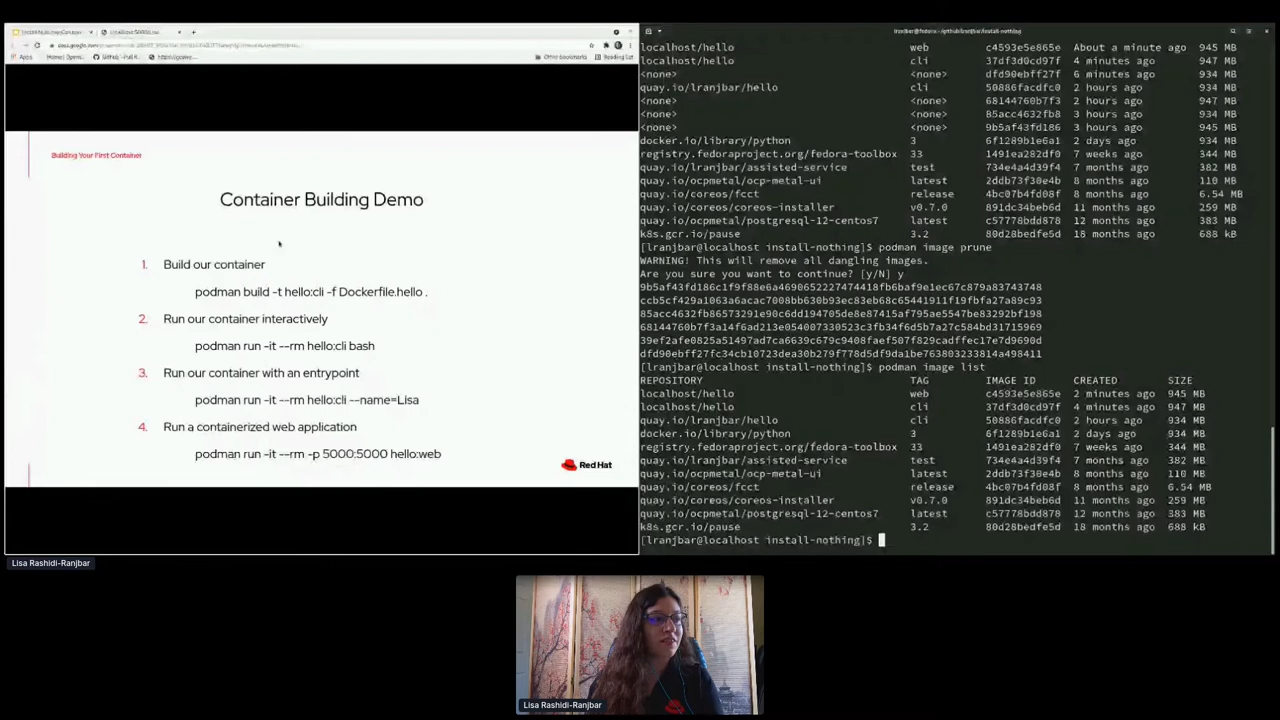 Apps
Other bookmarks
Reading list
Building Your First Container
Container Building Demo
1. Build our container
podman build -t hello:cli -f Dockerfile.hello .
2. Run our container interactively
podman run -it --rm hello:cli bash
3. Run our container with an entrypoint
podman run -it --rm hello:cli --name=Lisa
4. Run a containerized web application
podman run -it --rm -p 5000:5000 hello:web
Red Hat
Lisa Rashidi-Ranjbar
localhost/hello web c4593e5e865e About a minute ago 945 MB
localhost/hello cli 37df3d0cd97f 4 minutes ago 947 MB
<none> <none> dfd90ebff27f 6 minutes ago 934 MB
quay.io/lranjbar/hello cli 50886facdfc0 2 hours ago 934 MB
<none> <none> 68144760b7f3 2 hours ago 947 MB
<none> <none> 85acc4632fb8 3 hours ago 934 MB
<none> <none> 9b5af43fd186 3 hours ago 945 MB
docker.io/library/python 3 6f1289b1e6a1 2 days ago 934 MB
registry.fedoraproject.org/fedora-toolbox 33 1491ea282df0 7 weeks ago 344 MB
quay.io/lranjbar/assisted-service test 734e4a4d39f4 7 months ago 382 MB
quay.io/ocpmetal/ocp-metal-ui latest 2ddb73f30e4b 8 months ago 110 MB
quay.io/coreos/fcct release 4bc07b4fd08f 8 months ago 6.54 MB
quay.io/coreos/coreos-installer v0.7.0 891dc34beb6d 11 months ago 259 MB
quay.io/ocpmetal/postgresql-12-centos7 latest c57778bdd878 12 months ago 383 MB
k8s.gcr.io/pause 3.2 80d28bedfe5d 18 months ago 688 kB
[lranjbar@localhost install-nothing]$ podman image prune
WARNING! This will remove all dangling images.
Are you sure you want to continue? [y/N] y
[lranjbar@localhost install-nothing]$ podman image list
REPOSITORY TAG IMAGE ID CREATED SIZE
localhost/hello web c4593e5e865e 2 minutes ago 945 MB
localhost/hello cli 37df3d0cd97f 4 minutes ago 947 MB
quay.io/lranjbar/hello cli 50886facdfc0 2 hours ago 934 MB
docker.io/library/python 3 6f1289b1e6a1 2 days ago 934 MB
registry.fedoraproject.org/fedora-toolbox 33 1491ea282df0 7 weeks ago 344 MB
quay.io/lranjbar/assisted-service test 734e4a4d39f4 7 months ago 382 MB
quay.io/ocpmetal/ocp-metal-ui latest 2ddb73f30e4b 8 months ago 110 MB
quay.io/coreos/fcct release 4bc07b4fd08f 8 months ago 6.54 MB
quay.io/coreos/coreos-installer v0.7.0 891dc34beb6d 11 months ago 259 MB
quay.io/ocpmetal/postgresql-12-centos7 latest c57778bdd878 12 months ago 383 MB
k8s.gcr.io/pause 3.2 80d28bedfe5d 18 months ago 688 kB
[lranjbar@localhost install-nothing]$
Lisa Rashidi-Ranjbar